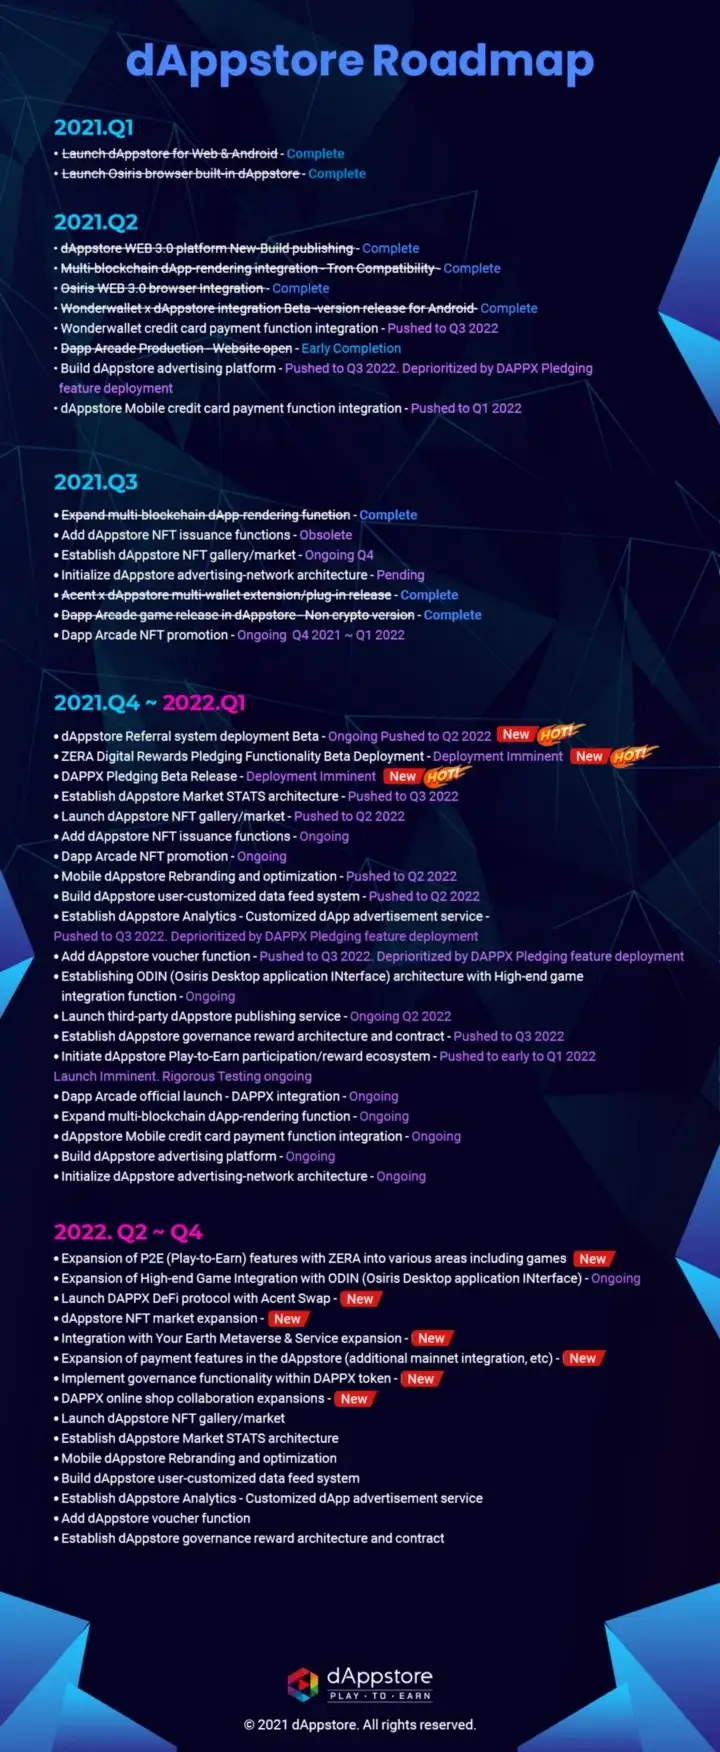 dAppstore Roadmap
2021.Q1
• Launch dAppstore for Web & Android - Complete
• Launch Osiris browser built-in dAppstore - Complete
2021.Q2
• dAppstore WEB 3.0 platform New-Build publishing - Complete
• Multi-blockchain dApp-rendering integration - Tron Compatibility - Complete
• Osiris WEB 3.0 browser Integration - Complete
• Wonderwallet x dAppstore integration Beta -version release for Android - Complete
• Wonderwallet credit card payment function integration - Pushed to Q3 2022
• Dapp Arcade Production - Website open - Early Completion
• Build dAppstore advertising platform - Pushed to Q3 2022. Deprioritized by DAPPX Pledging
feature deployment
• dAppstore Mobile credit card payment function integration - Pushed to Q1 2022
2021.Q3
• Expand multi-blockchain dApp-rendering function - Complete
• Add dAppstore NFT issuance functions - Obsolete
• Establish dAppstore NFT gallery/market - Ongoing Q4
• Initialize dAppstore advertising-network architecture - Pending
• Acent x dAppstore multi-wallet extension/plug-in release - Complete
• Dapp Arcade game release in dAppstore - Non crypto version - Complete
• Dapp Arcade NFT promotion - Ongoing Q4 2021 ~ Q1 2022
2021.Q4 ~ 2022.Q1
• dAppstore Referral system deployment Beta - Ongoing Pushed to Q2 2022 New HOT!
• ZERA Digital Rewards Pledging Functionality Beta Deployment - Deployment Imminent New HOT!
• DAPPX Pledging Beta Release - Deployment Imminent New HOT!
• Establish dAppstore Market STATS architecture - Pushed to Q3 2022
• Launch dAppstore NFT gallery/market - Pushed to Q2 2022
• Add dAppstore NFT issuance functions - Ongoing
• Dapp Arcade NFT promotion - Ongoing
• Mobile dAppstore Rebranding and optimization - Pushed to Q2 2022
• Build dAppstore user-customized data feed system - Pushed to Q2 2022
• Establish dAppstore Analytics - Customized dApp advertisement service -
Pushed to Q3 2022. Deprioritized by DAPPX Pledging feature deployment
• Add dAppstore voucher function - Pushed to Q3 2022. Deprioritized by DAPPX Pledging feature deployment
• Establishing ODIN (Osiris Desktop application INterface) architecture with High-end game
integration function - Ongoing
• Launch third-party dAppstore publishing service - Ongoing Q2 2022
• Establish dAppstore governance reward architecture and contract - Pushed to Q3 2022
• Initiate dAppstore Play-to-Earn participation/reward ecosystem - Pushed to early to Q1 2022
Launch Imminent. Rigorous Testing ongoing
• Dapp Arcade official launch - DAPPX integration - Ongoing
• Expand multi-blockchain dApp-rendering function - Ongoing
• dAppstore Mobile credit card payment function integration - Ongoing
• Build dAppstore advertising platform - Ongoing
• Initialize dAppstore advertising-network architecture - Ongoing
2022. Q2 ~ Q4
• Expansion of P2E (Play-to-Earn) features with ZERA into various areas including games New
• Expansion of High-end Game Integration with ODIN (Osiris Desktop application INterface) - Ongoing
• Launch DAPPX DeFi protocol with Acent Swap - New
• dAppstore NFT market expansion - New
• Integration with Your Earth Metaverse & Service expansion - New
• Expansion of payment features in the dAppstore (additional mainnet integration, etc) - New
• Implement governance functionality within DAPPX token - New
• DAPPX online shop collaboration expansions - New
• Launch dAppstore NFT gallery/market
• Establish dAppstore Market STATS architecture
• Mobile dAppstore Rebranding and optimization
• Build dAppstore user-customized data feed system
• Establish dAppstore Analytics - Customized dApp advertisement service
• Add dAppstore voucher function
• Establish dAppstore governance reward architecture and contract
dAppstore
PLAY · TO · EARN
© 2021 dAppstore. All rights reserved.